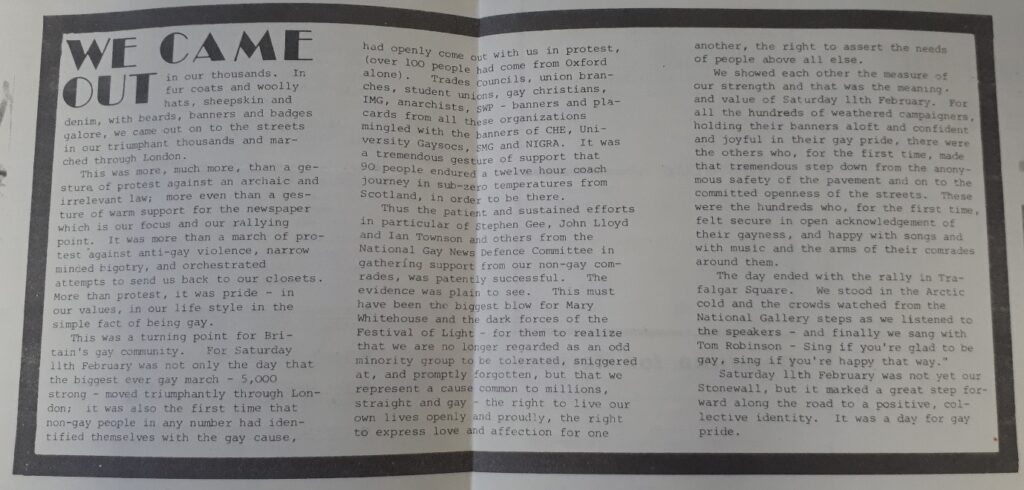 WE CAME
OUT in our thousands. In
fur coats and woolly
hats, sheepskin and
denim, with beards, banners and badges
galore, we came out on to the streets
in our triumphant thousands and mar-
ched through London.
This was more, much more, than a ge-
sture of protest against an archaic and
irrelevant law; more even than a ges-
ture of warm support for the newspaper
which is our focus and our rallying
point. It was more than a march of pro-
test against anti-gay violence, narrow
minded bigotry, and orchestrated
attempts to send us back to our closets.
More than protest, it was pride - in
our values, in our life style in the
simple fact of being gay.
This was a turning point for Bri-
tain's gay community. For Saturday
11th February was not only the day that
the biggest ever gay march - 5,000
strong - moved triumphantly through Lon-
don; it was also the first time that
non-gay people in any number had iden-
tified themselves with the gay cause,
had openly come out with us in protest,
(over 100 people had come from Oxford
alone). Trades Councils, union bran-
ches, student unions, gay christians,
IMG, anarchists, SWP - banners and pla-
cards from all these organizations
mingled with the banners of CHE, Uni-
versity Gaysocs, SMG and NIGRA. It was
a tremendous gesture of support that
90 people endured a twelve hour coach
journey in sub-zero temperatures from
Scotland, in order to be there.
Thus the patient and sustained efforts
in particular of Stephen Gee, John Lloyd
and Ian Townson and others from the
National Gay News Defence Committee in
gathering support from our non-gay com-
rades, was patently successful. The
evidence was plain to see. This must
have been the biggest blow for Mary
Whitehouse and the dark forces of the
Festival of Light - for them to realize
that we are no longer regarded as an odd
minority group to be tolerated, sniggered
at, and promptly forgotten, but that we
represent a cause common to millions,
straight and gay - the right to live our
own lives openly and proudly, the right
to express love and affection for one
another, the right to assert the needs
of people above all else.
We showed each other the measure of
our strength and that was the meaning.
and value of Saturday 11th February. For
all the hundreds of weathered campaigners,
holding their banners aloft and confident
and joyful in their gay pride, there were
the others who, for the first time, made
that tremendous step down from the anony-
mous safety of the pavement and on to the
committed openness of the streets. These
were the hundreds who, for the first time,
felt secure in open acknowledgement of
their gayness, and happy with songs and
with music and the arms of their comrades
around them.
The day ended with the rally in Tra-
falgar Square. We stood in the Arctic
cold and the crowds watched from the
National Gallery steps as we listened to
the speakers - and finally we sang with
Tom Robinson - Sing if you're glad to be
gay, sing if you're happy that way."
Saturday 11th February was not yet our
Stonewall, but it marked a great step for-
ward along the road to a positive, col-
lective identity. It was a day for gay
pride.